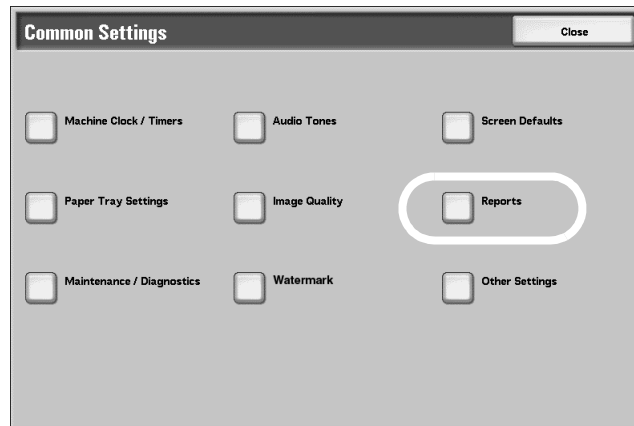 Common Settings
Close
Machine Clock / Timers
Audio Tones
Screen Defaults
Paper Tray Settings
Image Quality
Reports
Maintenance / Diagnostics
Watermark
Other Settings